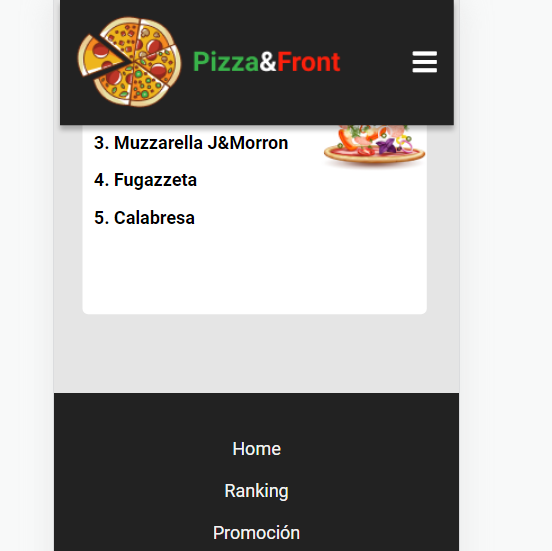 Pizza&Front
3. Muzzarella J&Morron
4. Fugazzeta
5. Calabresa
Home
Ranking
Promoción